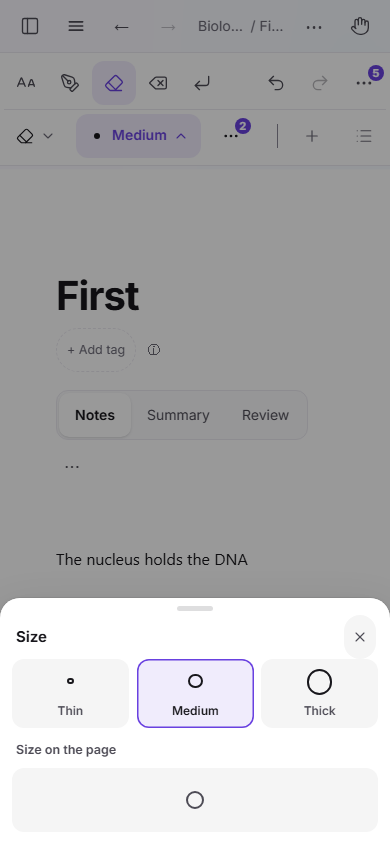 Biolo... / Fi...
AA
5
Medium
2
First
+ Add tag
Notes Summary Review
The nucleus holds the DNA
Size
Thin Medium Thick
Size on the page